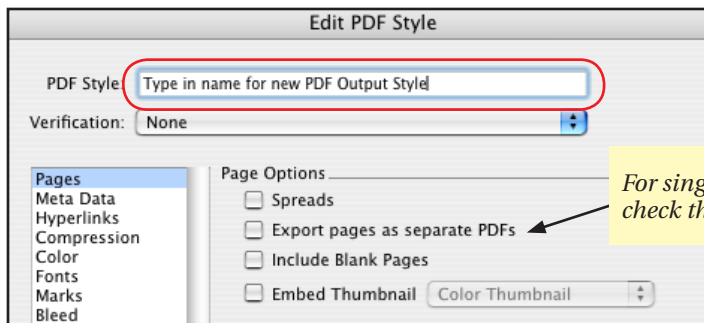 Edit PDF Style
PDF Style: Type in name for new PDF Output Style
Verification: None
Pages
Meta Data
Hyperlinks
Compression
Color
Fonts
Marks
Bleed
Page Options
Spreads
Export pages as separate PDFs
Include Blank Pages
Embed Thumbnail Color Thumbnail
For sing
check th